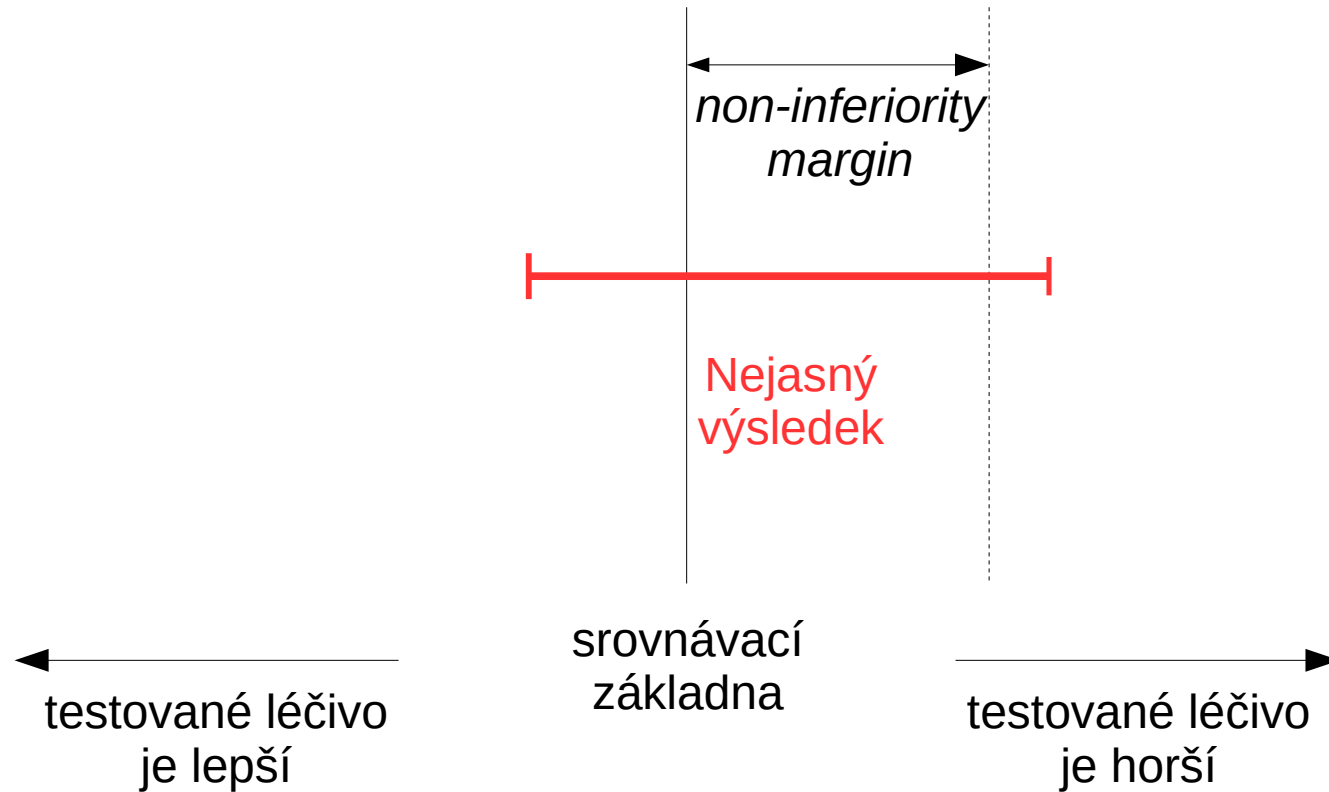 non-inferiority
margin
Nejasný
výsledek
srovnávací
základna
testované léčivo
je lepší
testované léčivo
je horší